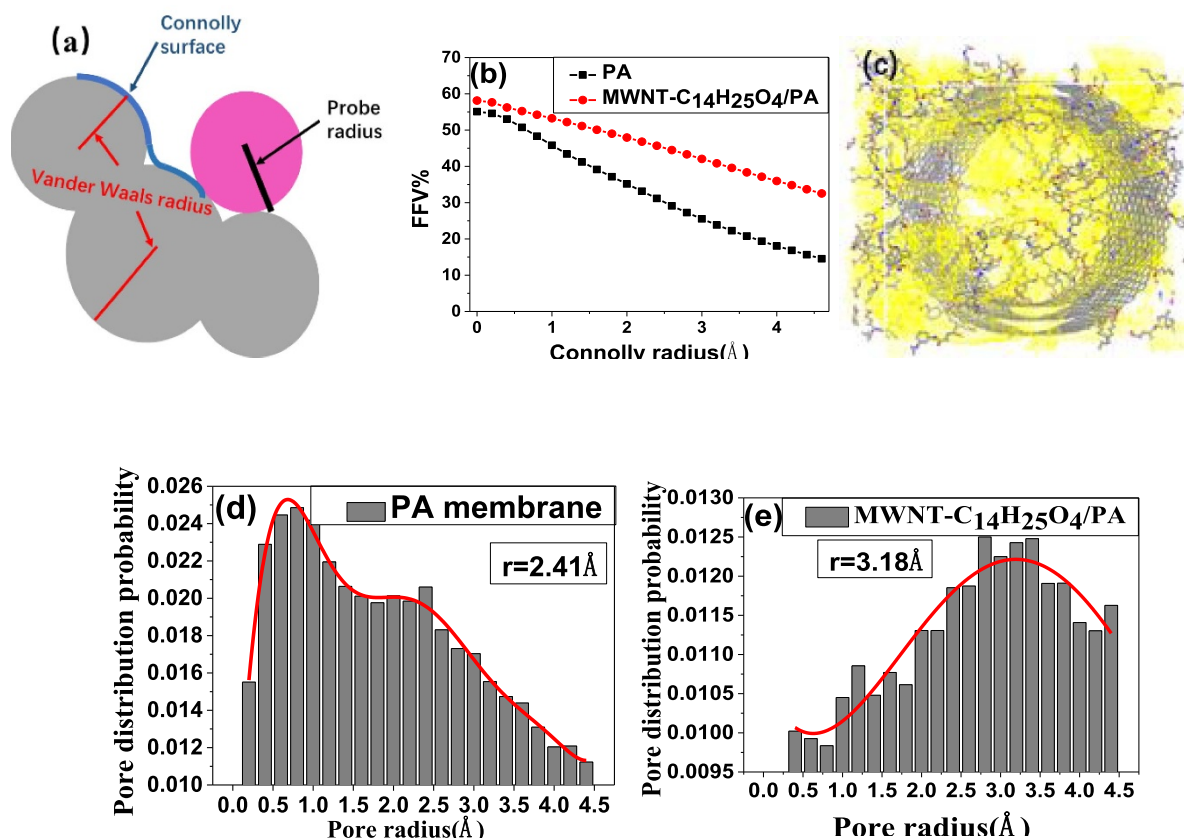 (a)
Connolly
surface
Probe
radius
Vander Waals radius
(b)
PA
MWNT-C14H25O4/PA
FFV%
70
60
50
40
30
20
10
0
0 1 2 3 4
Connolly radius(Å)
(c)
(d)
PA membrane
r=2.41Å
Pore distribution probability
0.026
0.024
0.022
0.020
0.018
0.016
0.014
0.012
0.010
0.0 0.5 1.0 1.5 2.0 2.5 3.0 3.5 4.0 4.5
Pore radius(Å)
(e)
MWNT-C14H25O4/PA
r=3.18Å
Pore distribution probability
0.0130
0.0125
0.0120
0.0115
0.0110
0.0105
0.0100
0.0095
0.0 0.5 1.0 1.5 2.0 2.5 3.0 3.5 4.0 4.5
Pore radius(Å)